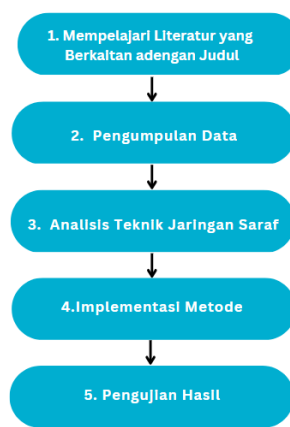 1. Mempelajari Literatur yang
Berkaitan adengan Judul
2. Pengumpulan Data
3. Analisis Teknik Jaringan Saraf
4.Implementasi Metode
5. Pengujian Hasil